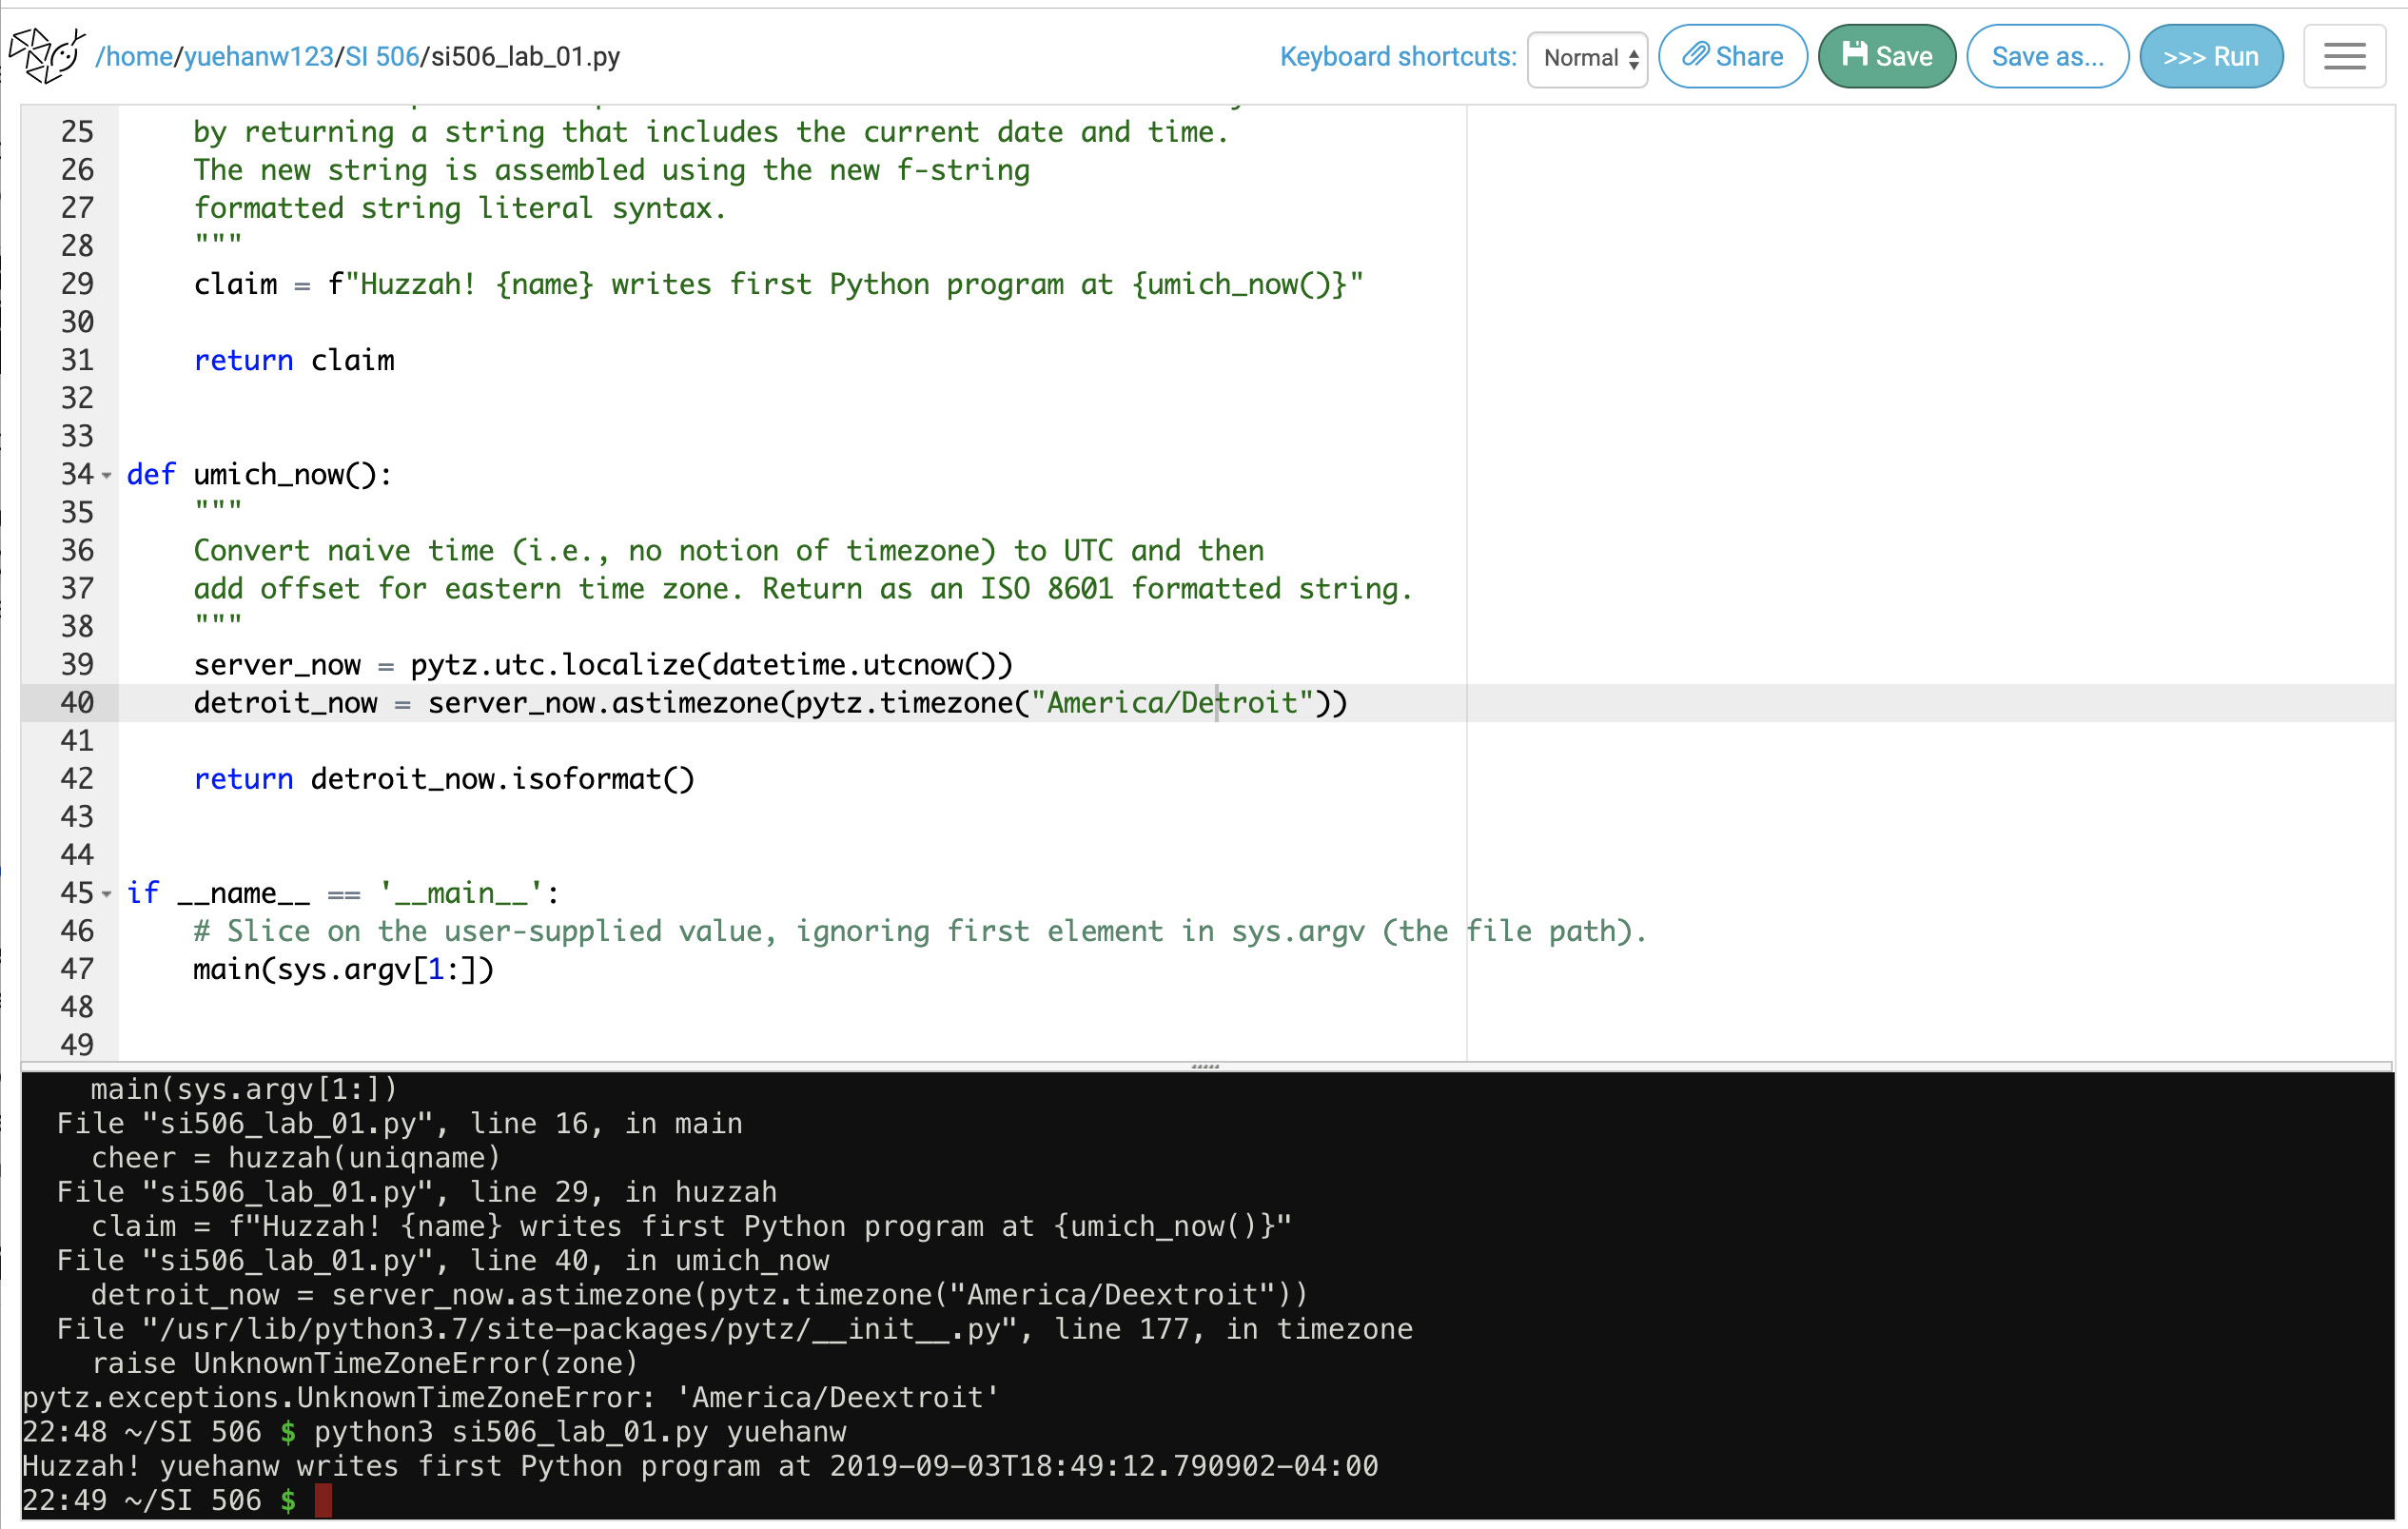 /home/yuehanw123/SI 506/si506_lab_01.py Keyboard shortcuts: Normal Share Save Save as... >>> Run
25 by returning a string that includes the current date and time.
26 The new string is assembled using the new f-string
27 formatted string literal syntax.
28 """
29 claim = f"Huzzah! {name} writes first Python program at {umich_now()}"
30
31 return claim
32
33
34 def umich_now():
35 """
36 Convert naive time (i.e., no notion of timezone) to UTC and then
37 add offset for eastern time zone. Return as an ISO 8601 formatted string.
38 """
39 server_now = pytz.utc.localize(datetime.utcnow())
40 detroit_now = server_now.astimezone(pytz.timezone("America/Detroit"))
41
42 return detroit_now.isoformat()
43
44
45 if __name__ == '__main__':
46 # Slice on the user-supplied value, ignoring first element in sys.argv (the file path).
47 main(sys.argv[1:])
48
49
main(sys.argv[1:])
File "si506_lab_01.py", line 16, in main
cheer = huzzah(uniqname)
File "si506_lab_01.py", line 29, in huzzah
claim = f"Huzzah! {name} writes first Python program at {umich_now()}"
File "si506_lab_01.py", line 40, in umich_now
detroit_now = server_now.astimezone(pytz.timezone("America/Deextroit"))
File "/usr/lib/python3.7/site-packages/pytz/__init__.py", line 177, in timezone
raise UnknownTimeZoneError(zone)
pytz.exceptions.UnknownTimeZoneError: 'America/Deextroit'
22:48 ~/SI 506 $ python3 si506_lab_01.py yuehanw
Huzzah! yuehanw writes first Python program at 2019-09-03T18:49:12.790902-04:00
22:49 ~/SI 506 $